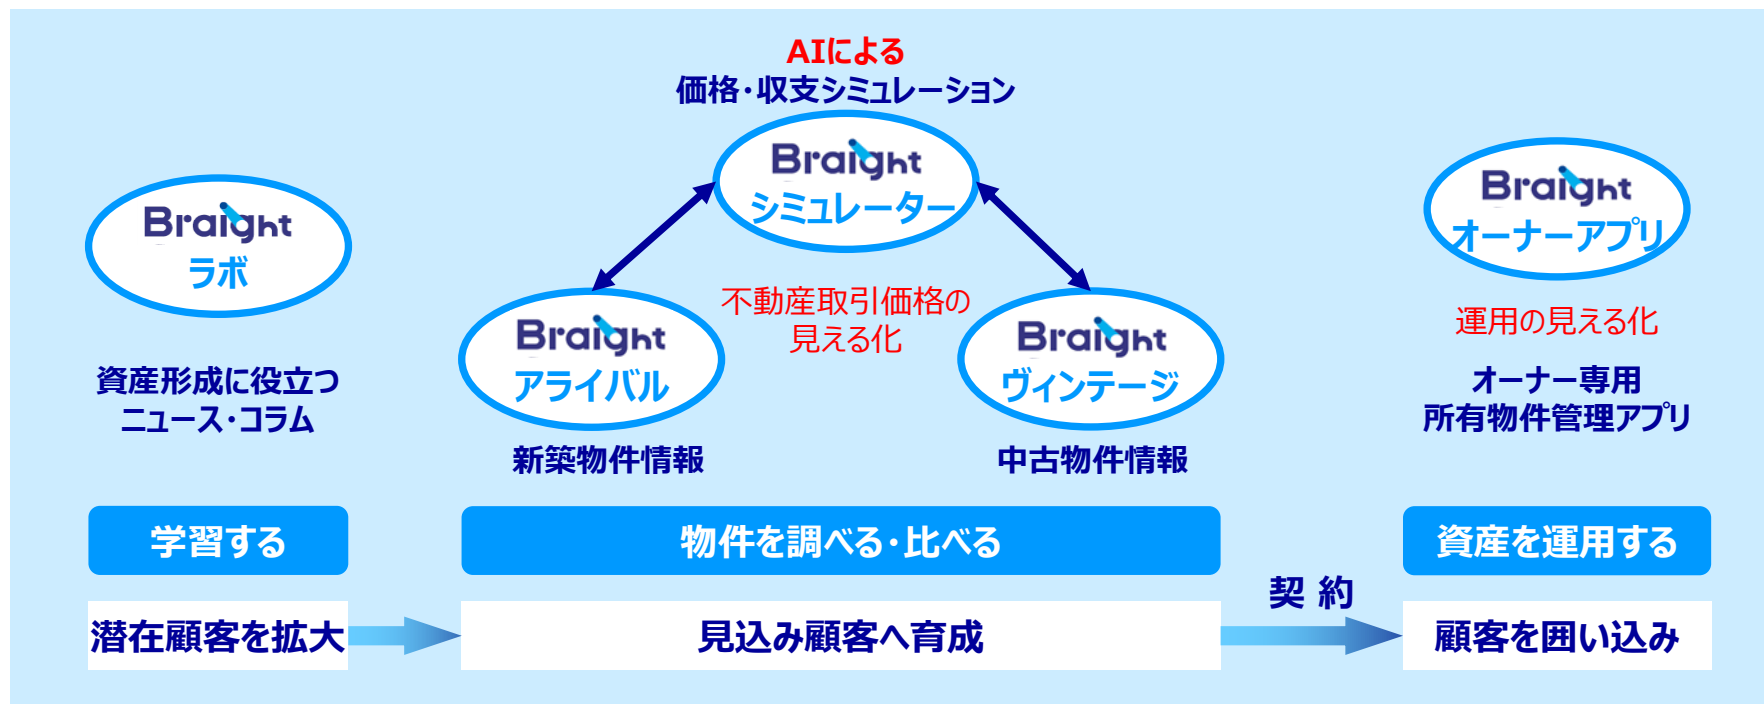 AIによる
価格・収支シミュレーション
Braight
シミュレーター
Braight
ラボ
資産形成に役立つ
ニュース・コラム
Braight
アライバル
新築物件情報
不動産取引価格の
見える化
Braight
ヴィンテージ
中古物件情報
Braight
オーナーアプリ
運用の見える化
オーナー専用
所有物件管理アプリ
学習する
物件を調べる・比べる
資産を運用する
潜在顧客を拡大
見込み顧客へ育成
契 約
顧客を囲い込み